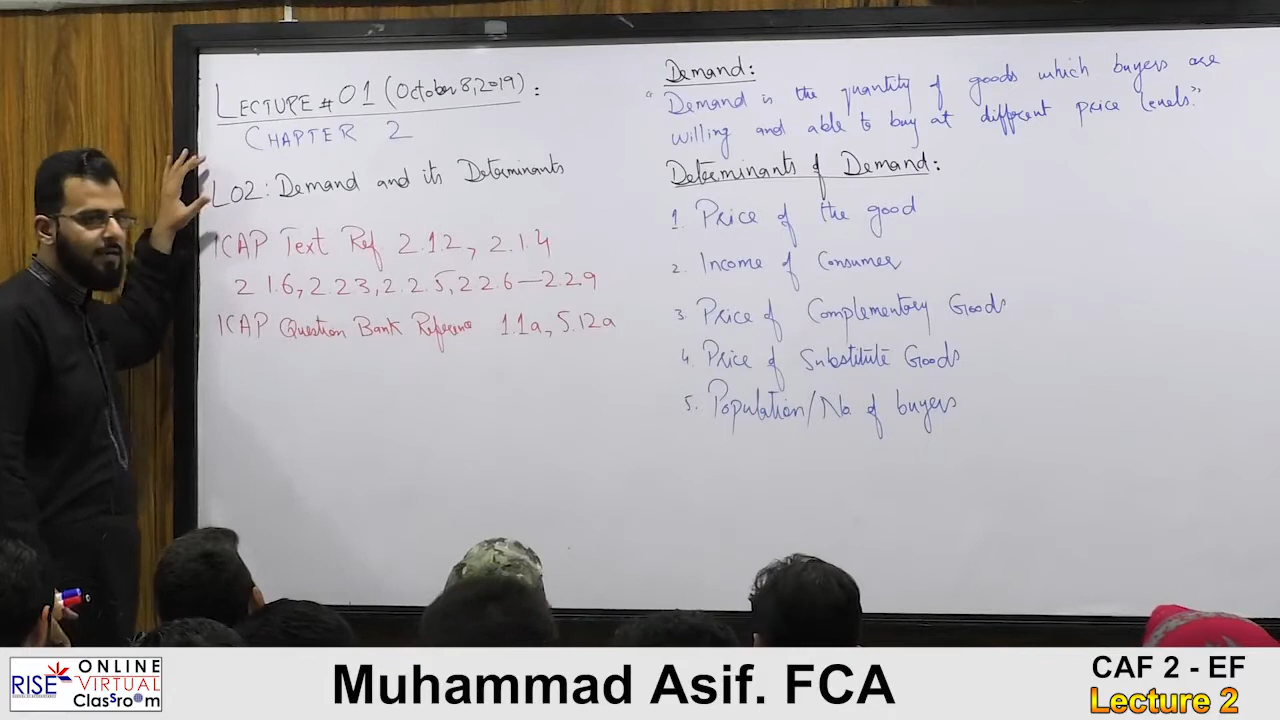 LECTURE # 01 (October 8, 2019) :
CHAPTER 2
LO2: Demand and its Determinants
ICAP Text Ref 2.1.2, 2.1.4
2 1.6, 2.2 3, 2.2.5, 2 2.6 — 2.2.9
ICAP Question Bank Reference 1.1a, 5.12a
Demand:
"Demand is the quantity of goods which buyers are
willing and able to buy at different price levels."
Determinants of Demand:
1. Price of the good
2. Income of Consumer
3. Price of Complementary Goods
4. Price of Substitute Goods
5. Population/No. of buyers
RISE ONLINE
VIRTUAL
Classroom
Muhammad Asif. FCA
CAF 2 - EF
Lecture 2